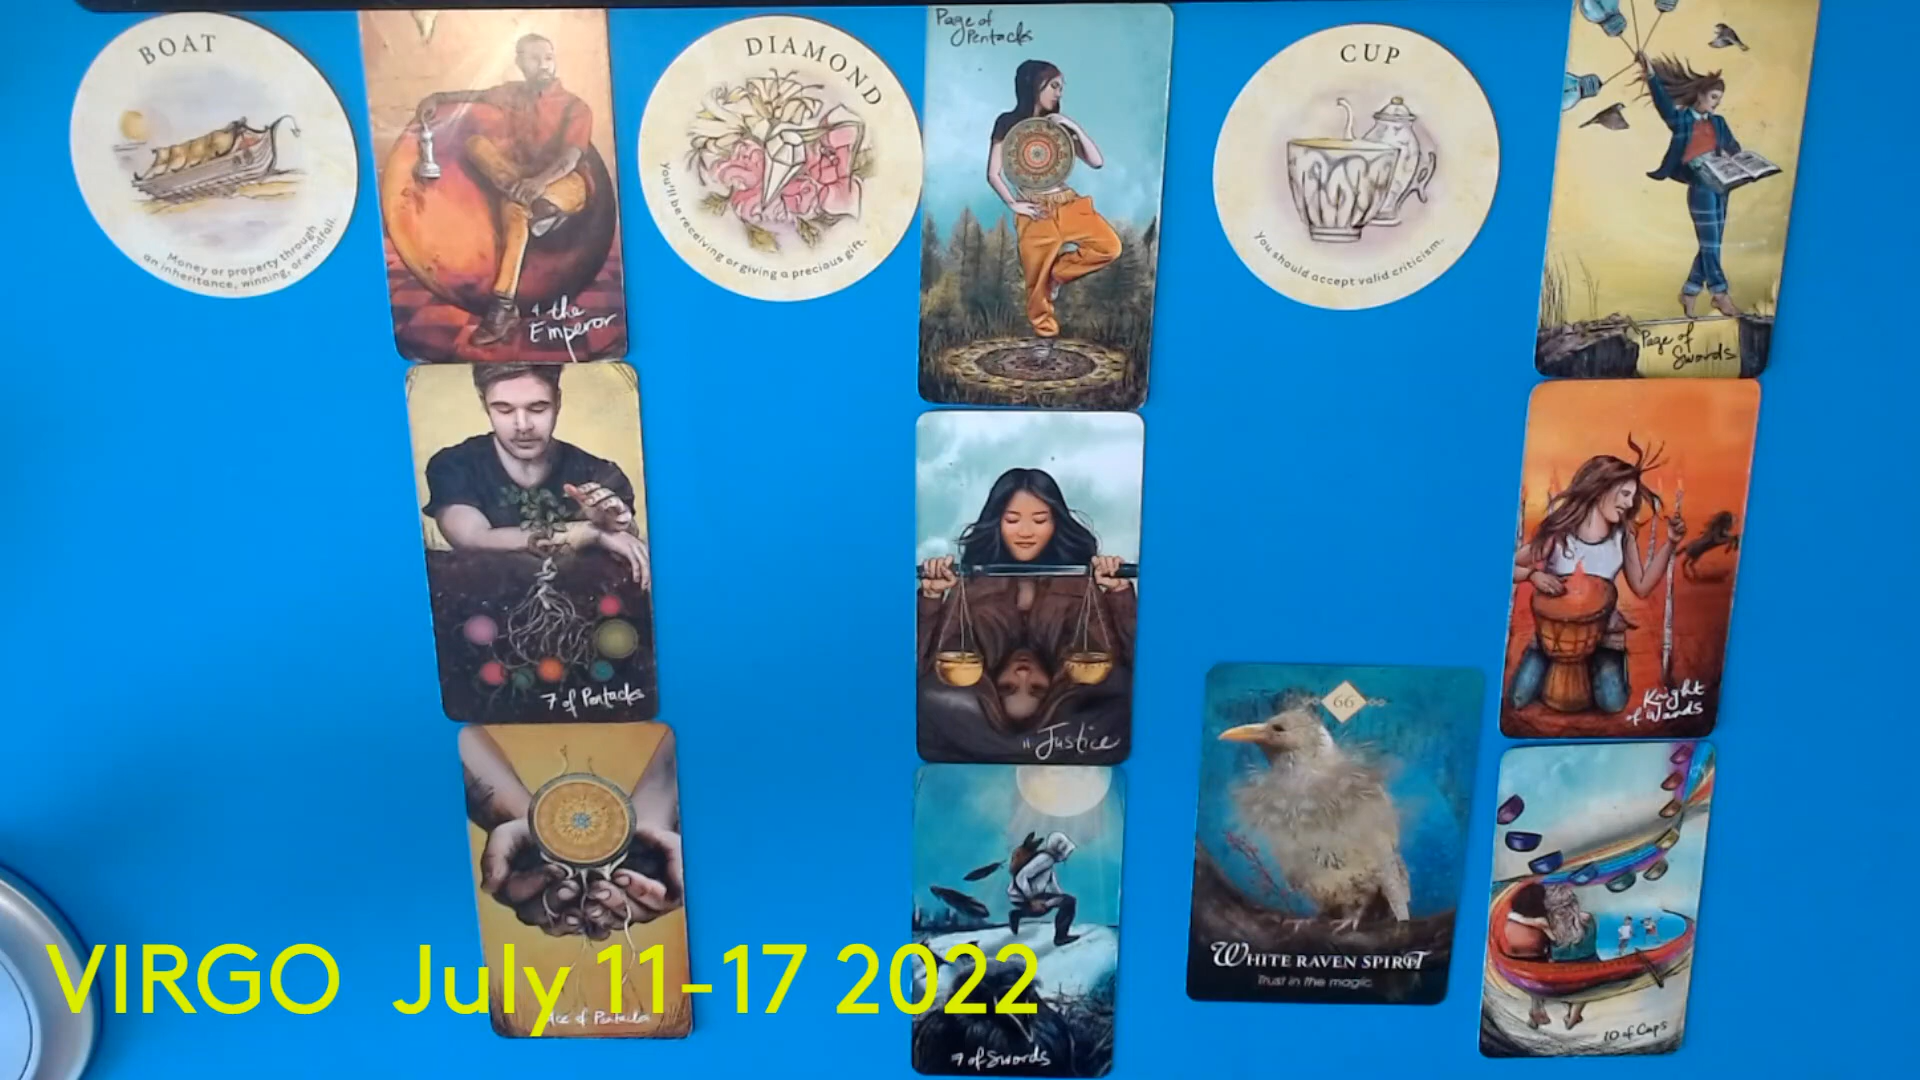 BOAT
Money or property through
an inheritance, winning, or windfall.
4 the
Emperor
DIAMOND
You'll be receiving or giving a precious gift.
Page of
Pentacles
CUP
You should accept valid criticism.
Page of
Swords
7 of Pentacles
11 Justice
Knight
of Wands
66
WHITE RAVEN SPIRIT
Trust in the magic.
Ace of Pentacles
7 of Swords
10 of Cups
VIRGO July 11-17 2022